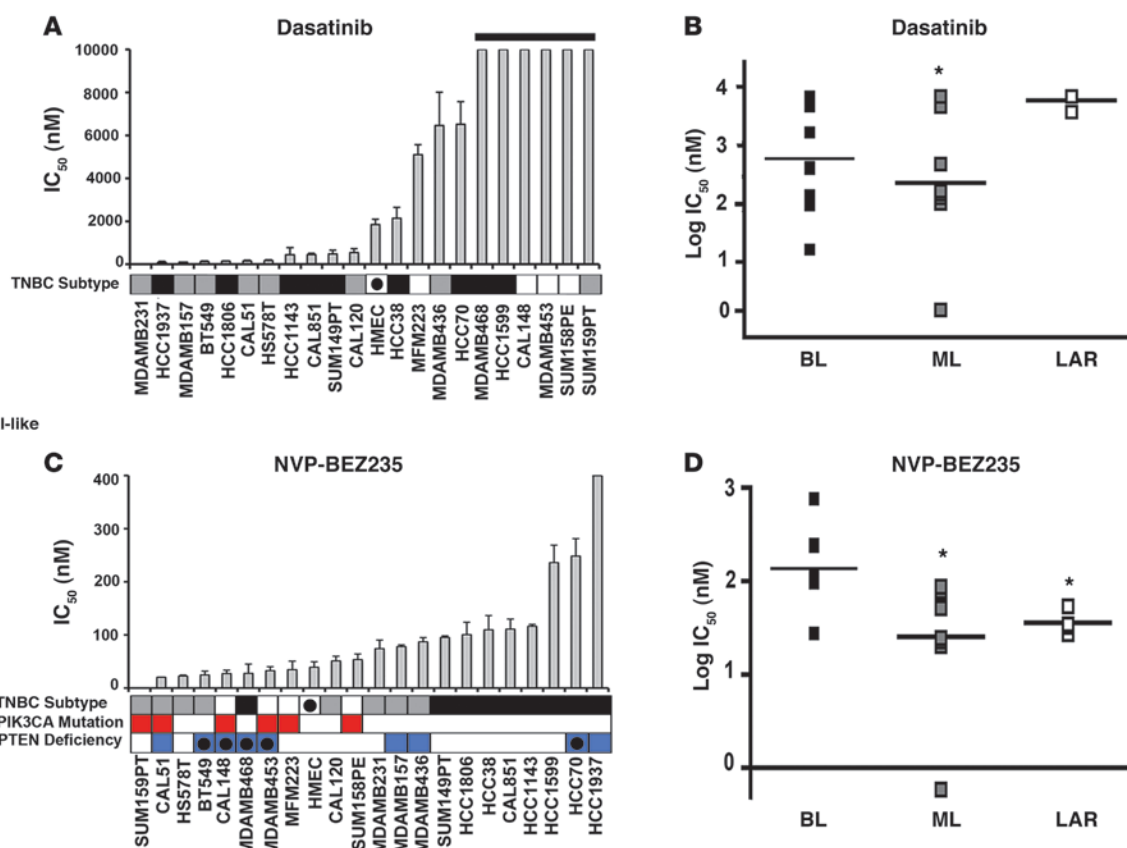 A
Dasatinib
IC50 (nM)
10000
8000
6000
4000
2000
0
TNBC Subtype
MDAMB231
HCC1937
MDAMB157
BT549
HCC1806
CAL51
HS578T
HCC1143
CAL851
SUM149PT
CAL120
HMEC
HCC38
MFM223
MDAMB436
HCC70
MDAMB468
HCC1599
CAL148
MDAMB453
SUM158PE
SUM159PT
B
Dasatinib
Log IC50 (nM)
4
3
2
1
0
*
BL
ML
LAR
l-like
C
NVP-BEZ235
IC50 (nM)
400
300
200
100
0
TNBC Subtype
PIK3CA Mutation
PTEN Deficiency
SUM159PT
CAL51
HS578T
BT549
CAL148
MDAMB468
MDAMB453
MFM223
HMEC
CAL120
SUM158PE
MDAMB231
MDAMB157
MDAMB436
SUM149PT
HCC1806
HCC38
CAL851
HCC1143
HCC1599
HCC70
HCC1937
D
NVP-BEZ235
Log IC50 (nM)
3
2
1
0
*
*
BL
ML
LAR